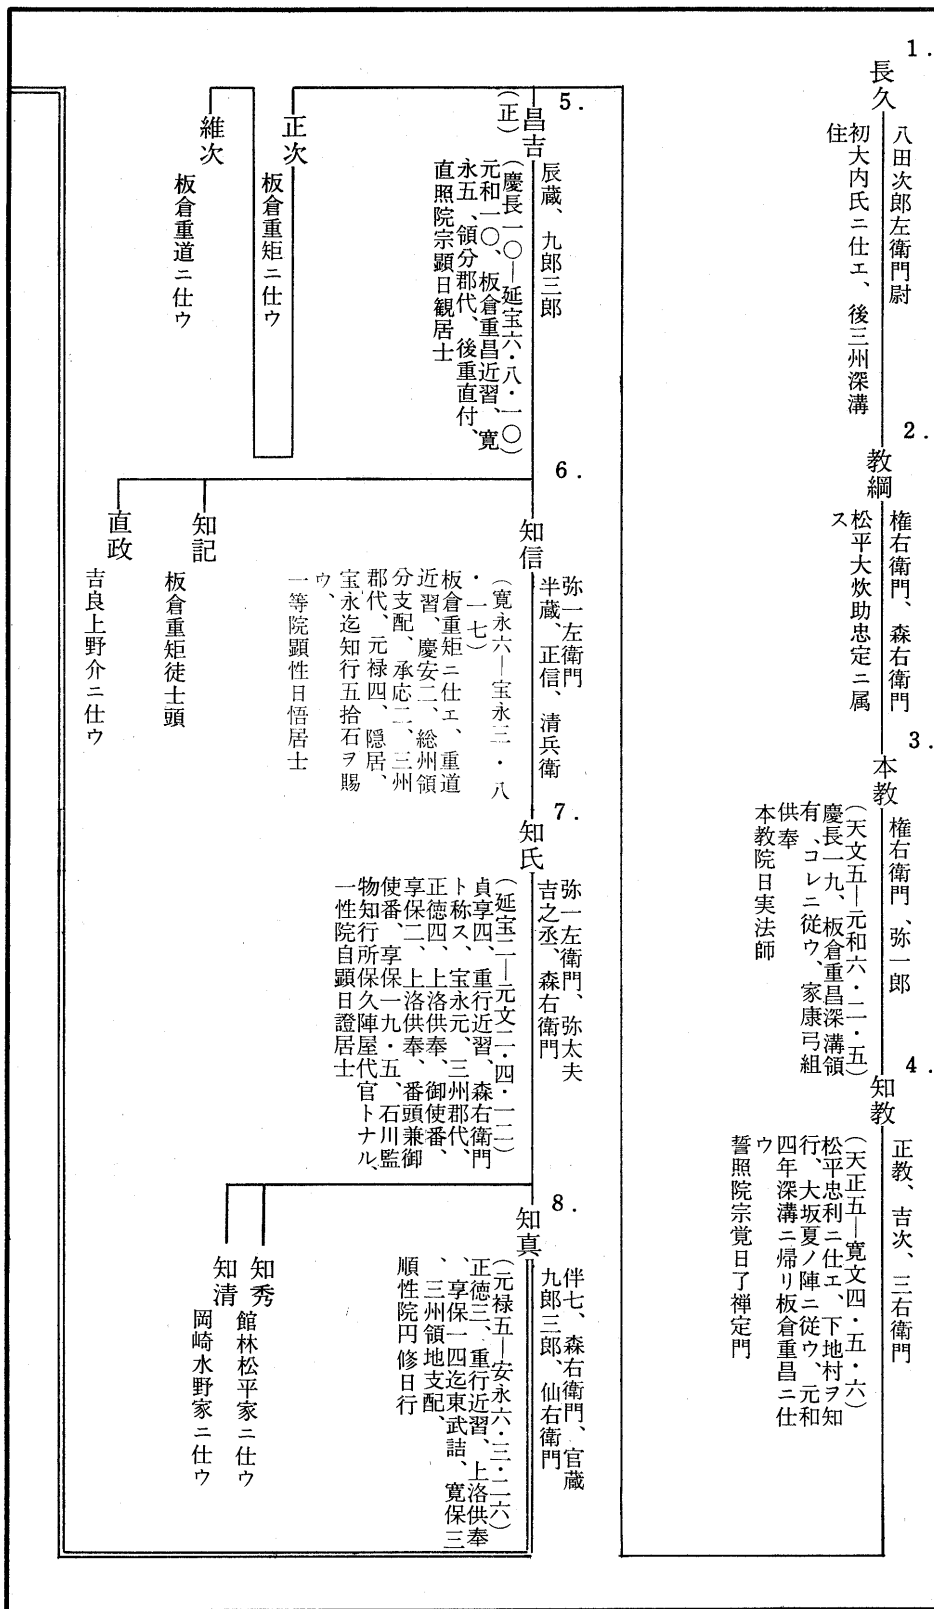 1.
長久
八田次郎左衛門尉
初大内氏ニ仕エ、後三州深溝
住
2.
教綱
権右衛門、森右衛門
松平大炊助忠定ニ属
ス
3.
本教
権右衛門、弥一郎
(天文五—元和六・二一・五)
慶長一九、板倉重昌深溝領
有、コレニ従ウ、家康弓組
供奉
本教院日実法師
4.
知教
正教、吉次、三右衛門
(天正五—寛文四・五・六)
松平忠利ニ仕エ、下地村ヲ知
行、大坂夏ノ陣ニ従ウ、元和
四年深溝ニ帰リ板倉重昌ニ仕
ウ
誓照院宗覚日了禅定門
5.
昌吉
(正)
辰蔵、九郎三郎
(慶長一〇—延宝六・八・一〇)
元和一〇、板倉重昌近習、寛
永五、領分郡代、後重直付、
直照院宗顕日観居士
正次
板倉重矩ニ仕ウ
維次
板倉重道ニ仕ウ
6.
知信
弥一左衛門
半蔵、正信、清兵衛
(寛永六—宝永三・八
・一七)
板倉重矩ニ仕エ、重道
近習、慶安二、総州領
分支配、承応二、三州
郡代、元禄四、隠居、
宝永迄知行五拾石ヲ賜
ウ、
一等院顕性日悟居士
知記
板倉重矩徒士頭
直政
吉良上野介ニ仕ウ
7.
知氏
弥一左衛門、弥太夫
吉之丞、森右衛門
(延宝二—元文二・四・一二)
貞享四、重行近習、森右衛門
ト称ス、宝永元、三州郡代、
正徳四、上洛供奉、御使番、
享保二、上洛供奉、番頭兼御
使番、享保一九・五、石川監
物知行所保久陣屋代官トナル、
一性院自顕日證居士
8.
知真
伴七、森右衛門、官蔵
九郎三郎、仙右衛門
(元禄五—安永六・三・二六)
正徳三、重行近習、上洛供奉
、享保一四迄東武詰、寛保三
、三州領地支配、
順性院円修日行
知秀
館林松平家ニ仕ウ
知清
岡崎水野家ニ仕ウ